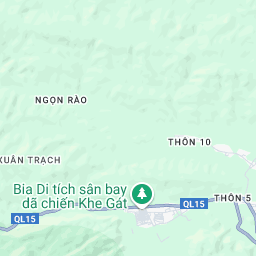 NGỌN RÀO
THÔN 10
XUÂN TRẠCH
Bia Di tích sân bay
dã chiến Khe Gát
THÔN 5
QL15
QL15